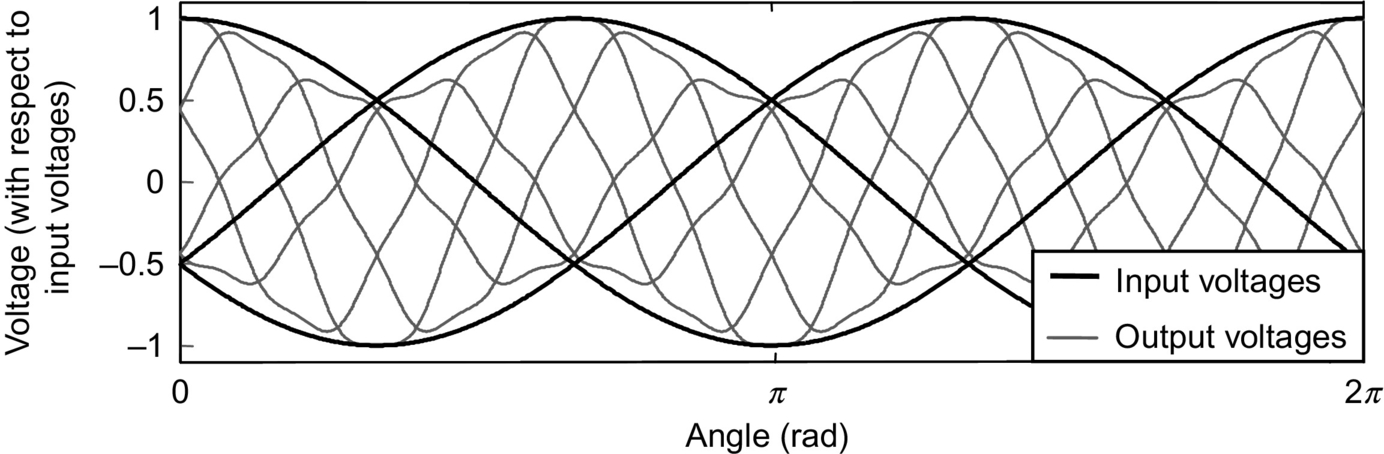 Voltage (with respect to
input voltages)
1
0.5
0
–0.5
–1
Input voltages
Output voltages
0
π
2π
Angle (rad)